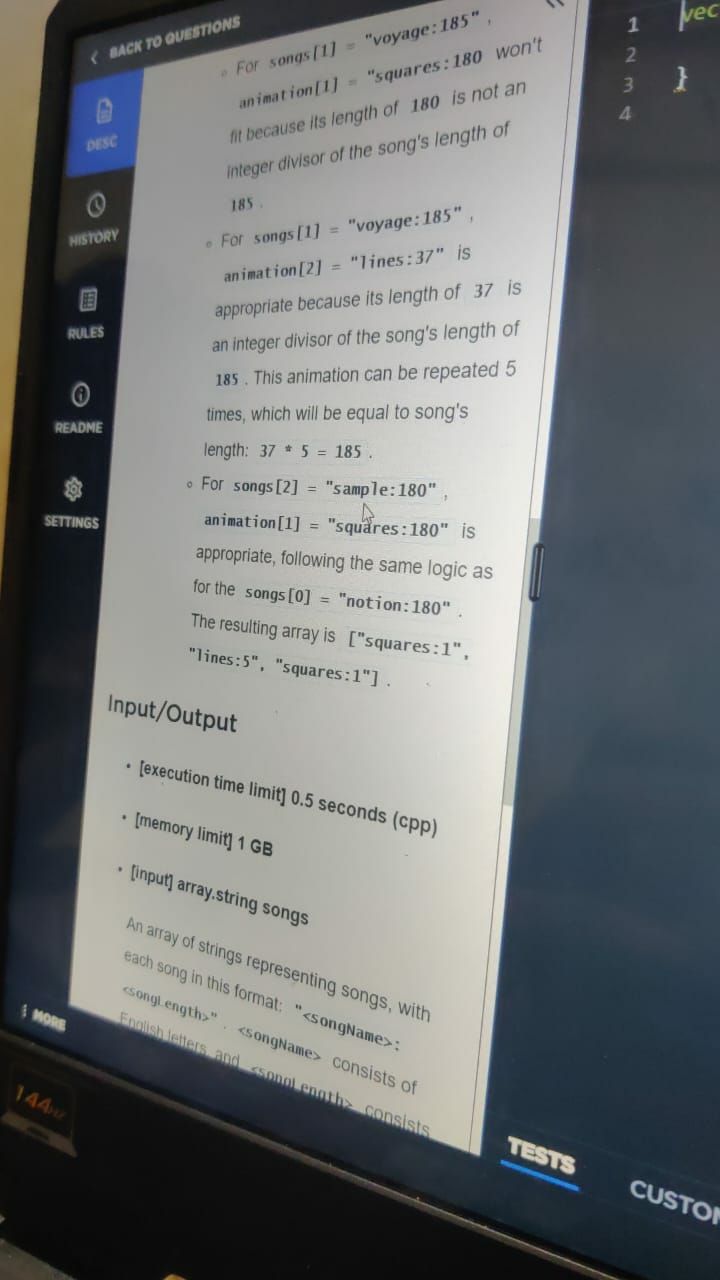 BACK TO QUESTIONS
DESC
HISTORY
RULES
README
SETTINGS
MORE
For songs[1] = "voyage:185" ,
animation[1] = "squares:180 won't
fit because its length of 180 is not an
integer divisor of the song's length of
185 .
For songs[1] = "voyage:185" ,
animation[2] = "lines:37" is
appropriate because its length of 37 is
an integer divisor of the song's length of
185 . This animation can be repeated 5
times, which will be equal to song's
length: 37 * 5 = 185 .
For songs[2] = "sample:180" ,
animation[1] = "squares:180" is
appropriate, following the same logic as
for the songs[0] = "notion:180" .
The resulting array is ["squares:1",
"lines:5", "squares:1"] .
Input/Output
[execution time limit] 0.5 seconds (cpp)
[memory limit] 1 GB
[input] array.string songs
An array of strings representing songs, with
each song in this format: "<songName>:
<songLength>" . <songName> consists of
English letters, and <songLength> consists
1 vec
2
3 }
4
TESTS
CUSTO
144